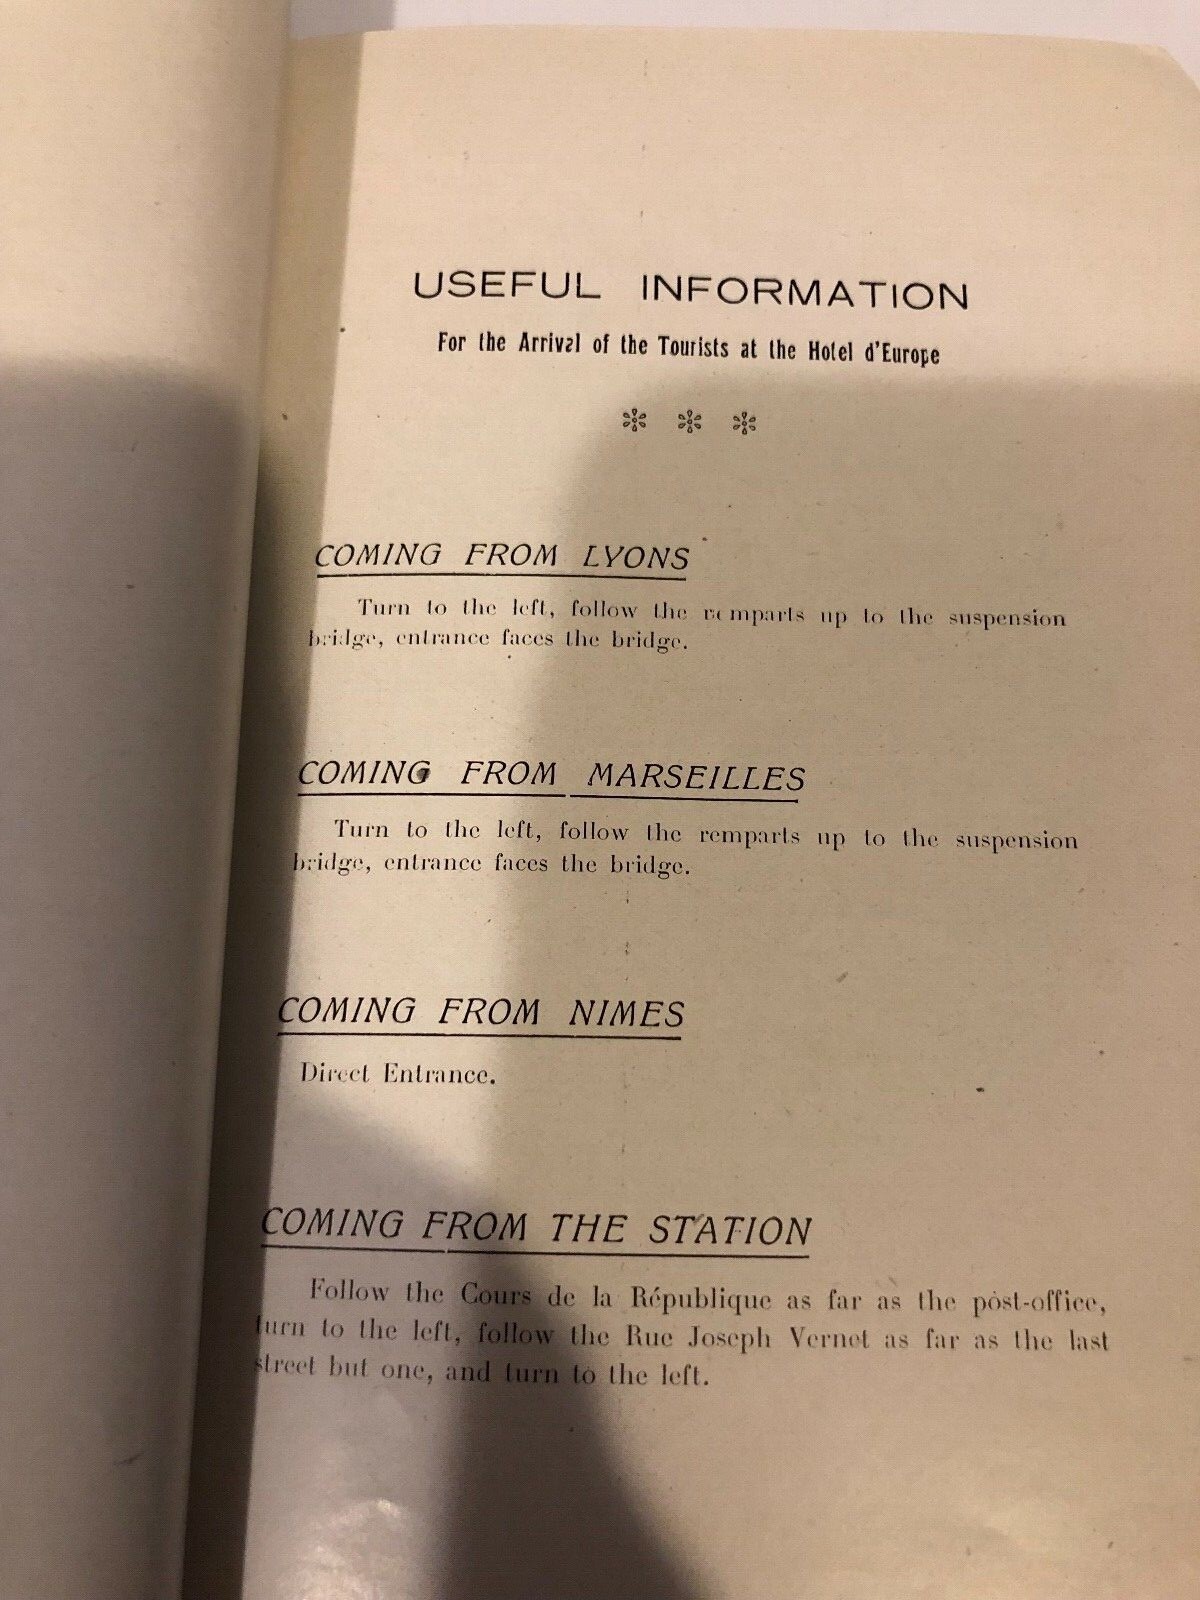 USEFUL INFORMATION
For the Arrival of the Tourists at the Hotel d'Europe
COMING FROM LYONS
Turn to the left, follow the remparts up to the suspension
bridge, entrance faces the bridge.
COMING FROM MARSEILLES
Turn to the left, follow the remparts up to the suspension
bridge, entrance faces the bridge.
COMING FROM NIMES
Direct Entrance.
COMING FROM THE STATION
Follow the Cours de la République as far as the post-office,
turn to the left, follow the Rue Joseph Vernet as far as the last
street but one, and turn to the left.